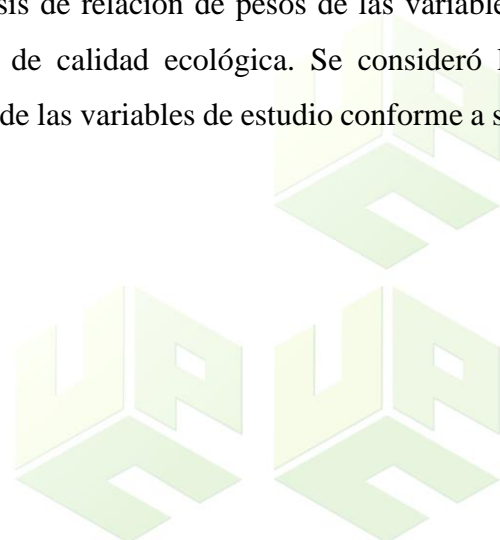 sis de relación de pesos de las variable
de calidad ecológica. Se consideró
de las variables de estudio conforme a s